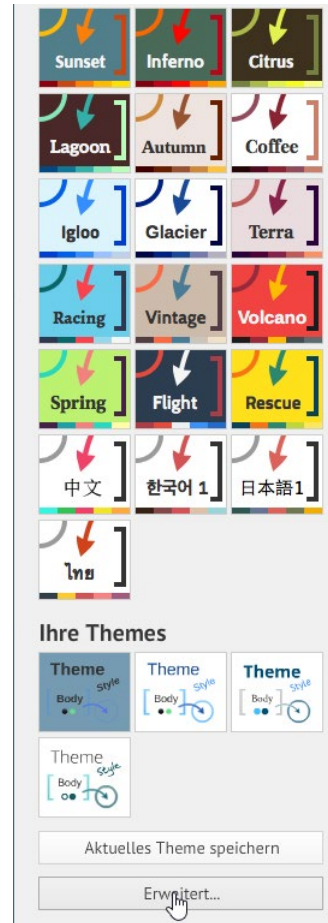 Sunset Inferno Citrus
Lagoon Autumn Coffee
Igloo Glacier Terra
Racing Vintage Volcano
Spring Flight Rescue
中文 한국어 1 日本語1
ไทย
Ihre Themes
Theme Theme Theme
Style Style Style
Body Body Body
Theme
Style
Body
Aktuelles Theme speichern
Erweitert...